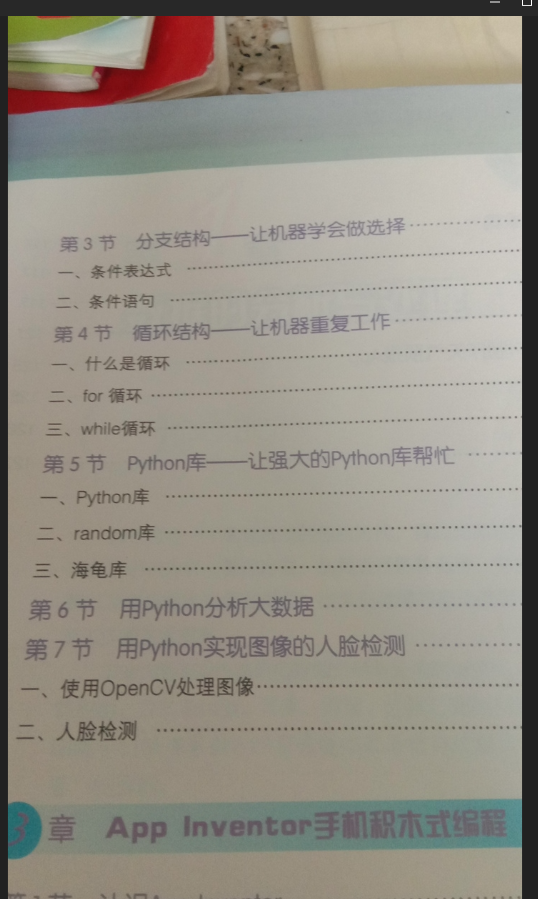 第3节 分支结构——让机器学会做选择
一、条件表达式
二、条件语句
第4节 循环结构——让机器重复工作
一、什么是循环
二、for 循环
三、while循环
第5节 Python库——让强大的Python库帮忙
一、Python库
二、random库
三、海龟库
第6节 用Python分析大数据
第7节 用Python实现图像的人脸检测
一、使用OpenCV处理图像
二、人脸检测
3章 App Inventor手机积木式编程